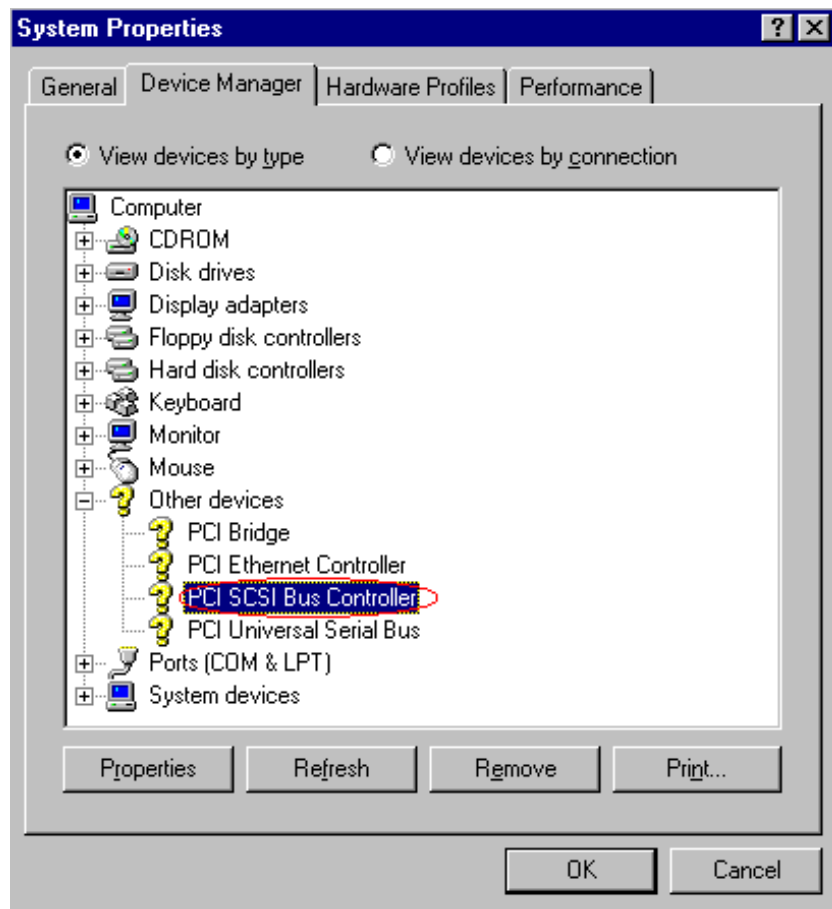 System Properties
General Device Manager Hardware Profiles Performance
View devices by type View devices by connection
Computer
CDROM
Disk drives
Display adapters
Floppy disk controllers
Hard disk controllers
Keyboard
Monitor
Mouse
Other devices
PCI Bridge
PCI Ethernet Controller
PCI SCSI Bus Controller
PCI Universal Serial Bus
Ports (COM & LPT)
System devices
Properties Refresh Remove Print...
OK Cancel